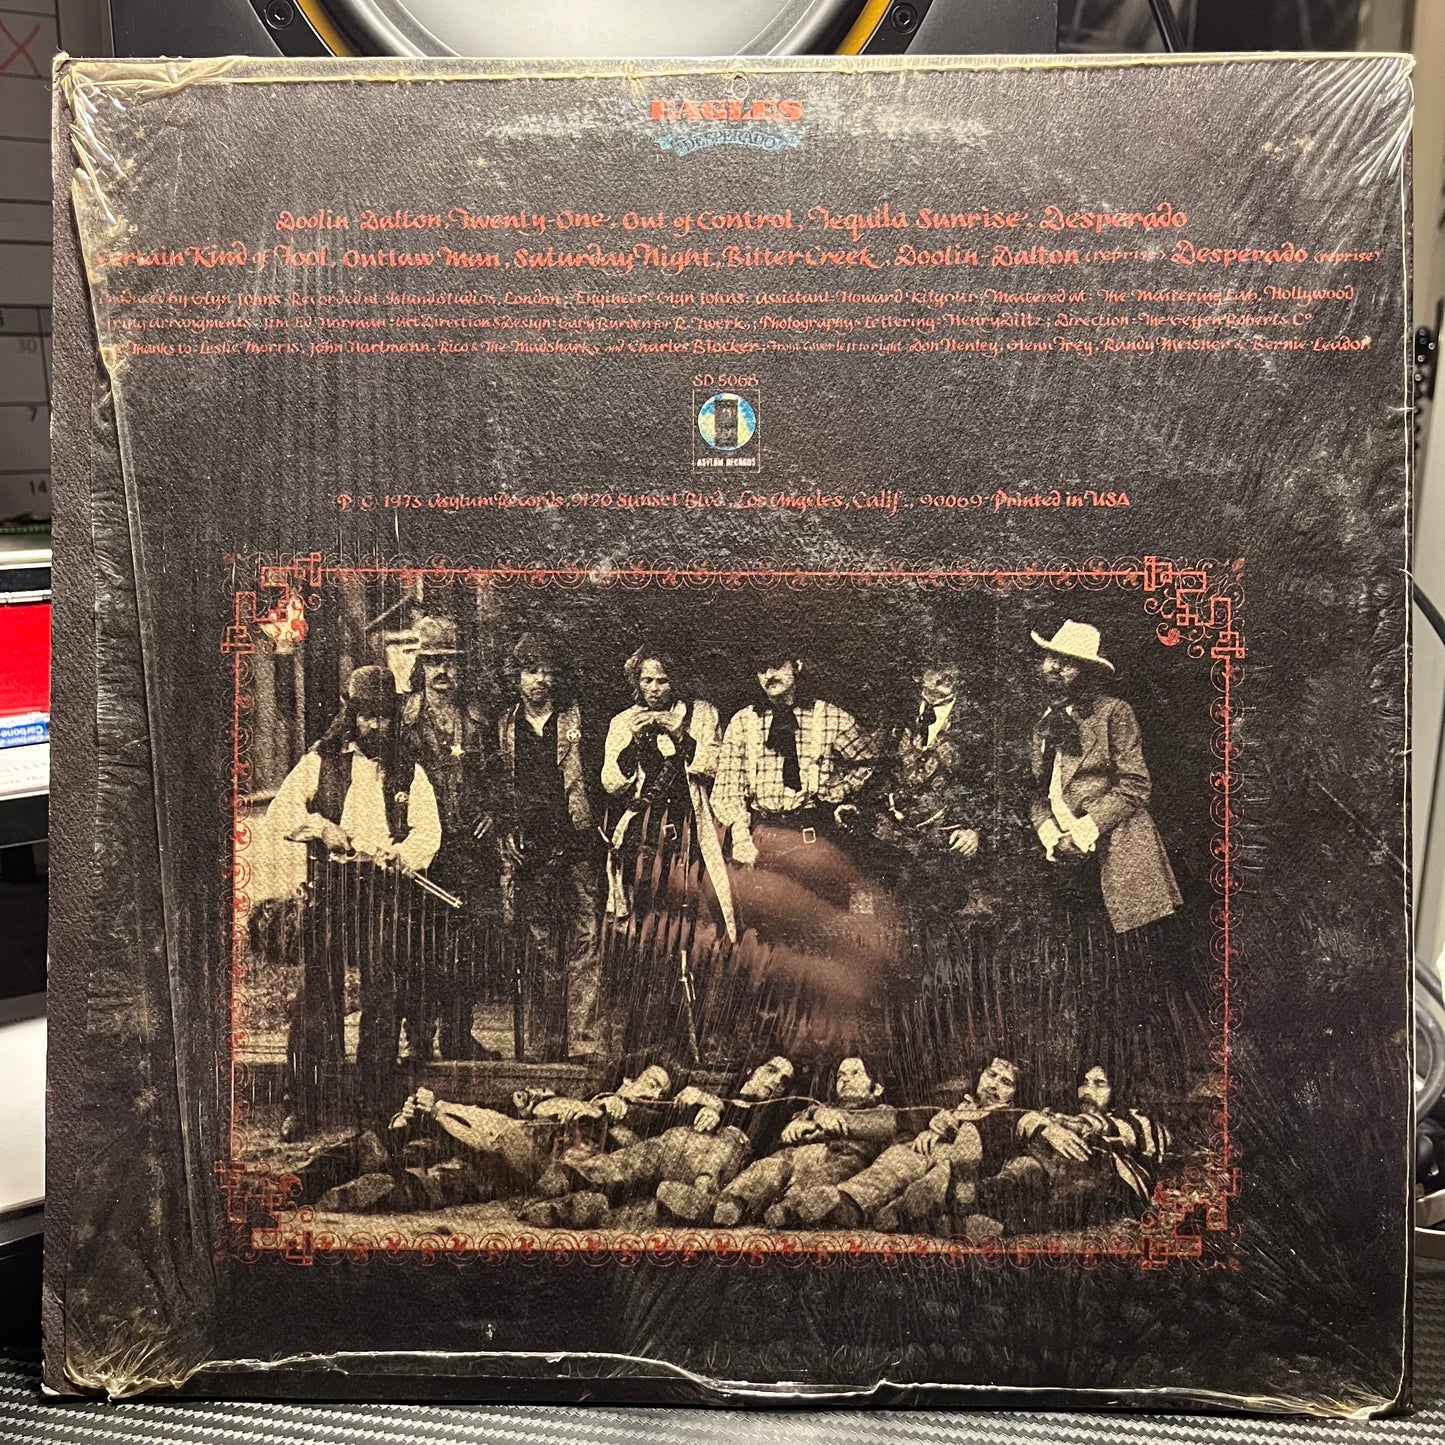 EAGLES
DESPERADO
Doolin Dalton, Twenty-One, Out of Control, Tequila Sunrise, Desperado
Certain Kind of Fool, Outlaw Man, Saturday Night, Bitter Creek, Doolin-Dalton (reprise) Desperado (reprise)
Produced by Glyn Johns Recorded at Island Studios, London; Engineer Glyn Johns; Assistant Howard Kilgour; Mastered at The Mastering Lab, Hollywood
String arrangments Jim Ed Norman Art Direction & Design Gary Burden for R. Twerk; Photography & Lettering Henry Diltz; Direction The Geffen Roberts Co
Thanks to Leslie Morris, John Hartmann, Rico & The Madsharks and Charles Blocker; Front cover left to right Don Henley, Glenn Frey, Randy Meisner & Bernie Leadon
SD 5068
ASYLUM RECORDS
P C 1973 Asylum Records, 9120 Sunset Blvd., Los Angeles, Calif., 90069 Printed in USA
30
7
14